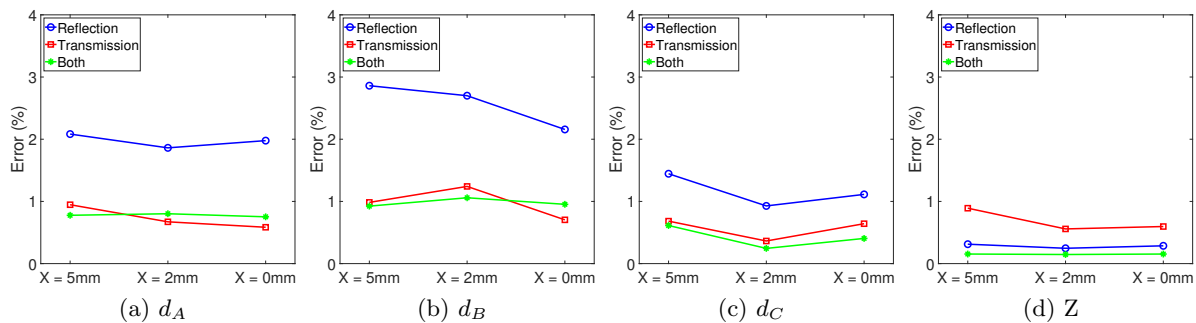 4
3
2
1
0
Error (%)
Reflection
Transmission
Both
X = 5mm X = 2mm X = 0mm
(a) d_A
4
3
2
1
0
Error (%)
Reflection
Transmission
Both
X = 5mm X = 2mm X = 0mm
(b) d_B
4
3
2
1
0
Error (%)
Reflection
Transmission
Both
X = 5mm X = 2mm X = 0mm
(c) d_C
4
3
2
1
0
Error (%)
Reflection
Transmission
Both
X = 5mm X = 2mm X = 0mm
(d) Z